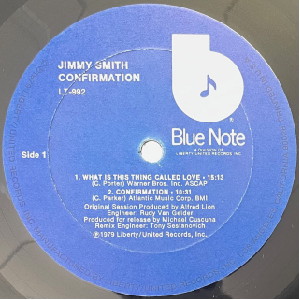 JIMMY SMITH
CONFIRMATION
LT-992
Blue Note
®
A DIVISION OF
LIBERTY/UNITED RECORDS, INC.
Side 1
1. WHAT IS THIS THING CALLED LOVE • 15:13
(C. Porter) Warner Bros. Inc. ASCAP
2. CONFIRMATION •
(C. Parker) Atlantic Music Corp. BMI
Original Session Produced by Alfred Lion
Engineer: Rudy Van Gelder
Produced for release by Michael Cuscuna
Remix Engineer: Tony Sestanovich
©1979 Liberty/United Records, Inc.